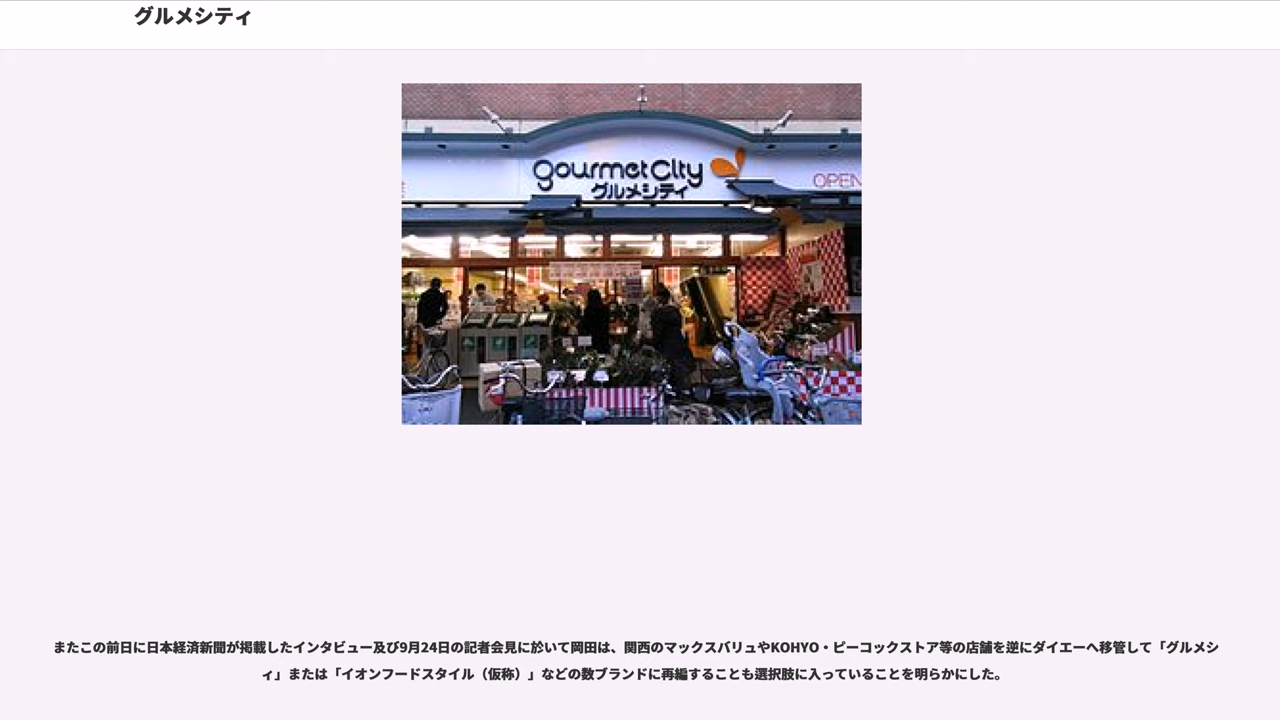 グルメシティ
gourmet City
グルメシティ
OPEN
またこの前日に日本経済新聞が掲載したインタビュー及び9月24日の記者会見に於いて岡田は、関西のマックスバリュやKOHYO・ピーコックストア等の店舗を逆にダイエーへ移管して「グルメシ
ィ」または「イオンフードスタイル（仮称）」などの数ブランドに再編することも選択肢に入っていることを明らかにした。